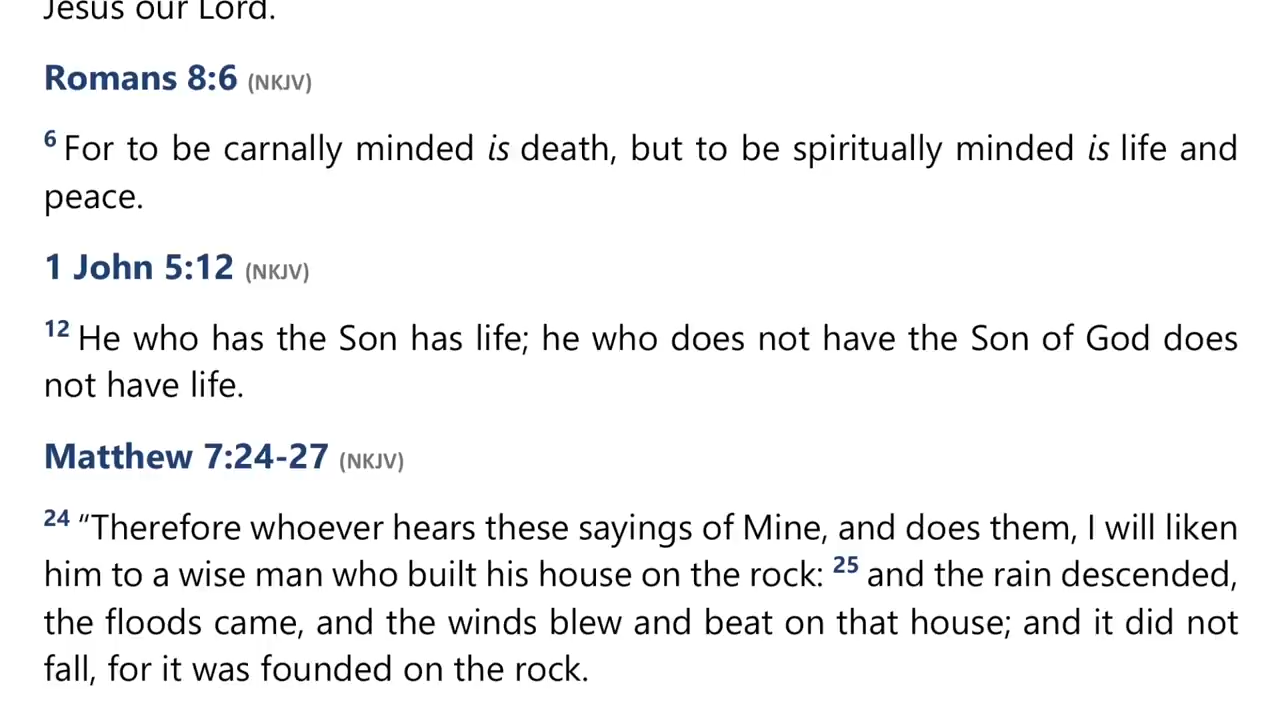 Jesus our Lord.
Romans 8:6 (NKJV)
6 For to be carnally minded is death, but to be spiritually minded is life and
peace.
1 John 5:12 (NKJV)
12 He who has the Son has life; he who does not have the Son of God does
not have life.
Matthew 7:24-27 (NKJV)
24 “Therefore whoever hears these sayings of Mine, and does them, I will liken
him to a wise man who built his house on the rock: 25 and the rain descended,
the floods came, and the winds blew and beat on that house; and it did not
fall, for it was founded on the rock.